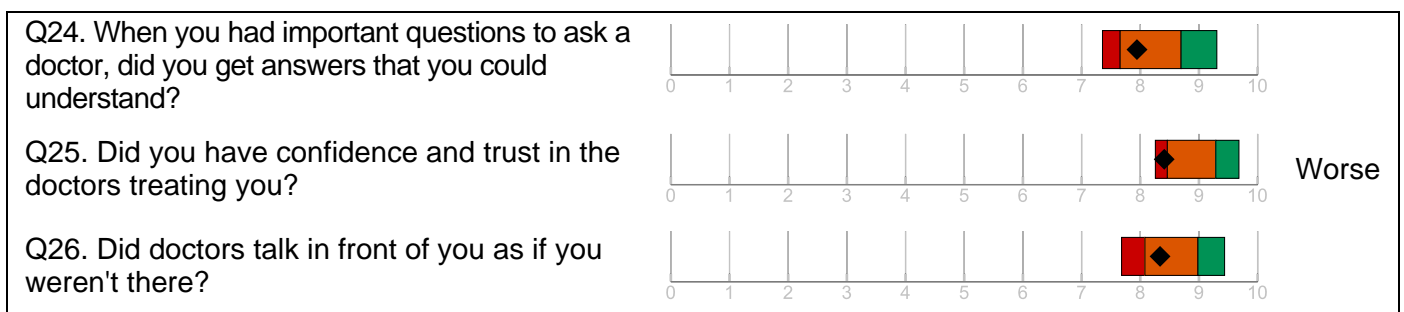 Q24. When you had important questions to ask a
doctor, did you get answers that you could
understand?
0 1 2 3 4 5 6 7 8 9 10
Q25. Did you have confidence and trust in the
doctors treating you?
Worse
0 1 2 3 4 5 6 7 8 9 10
Q26. Did doctors talk in front of you as if you
weren't there?
0 1 2 3 4 5 6 7 8 9 10